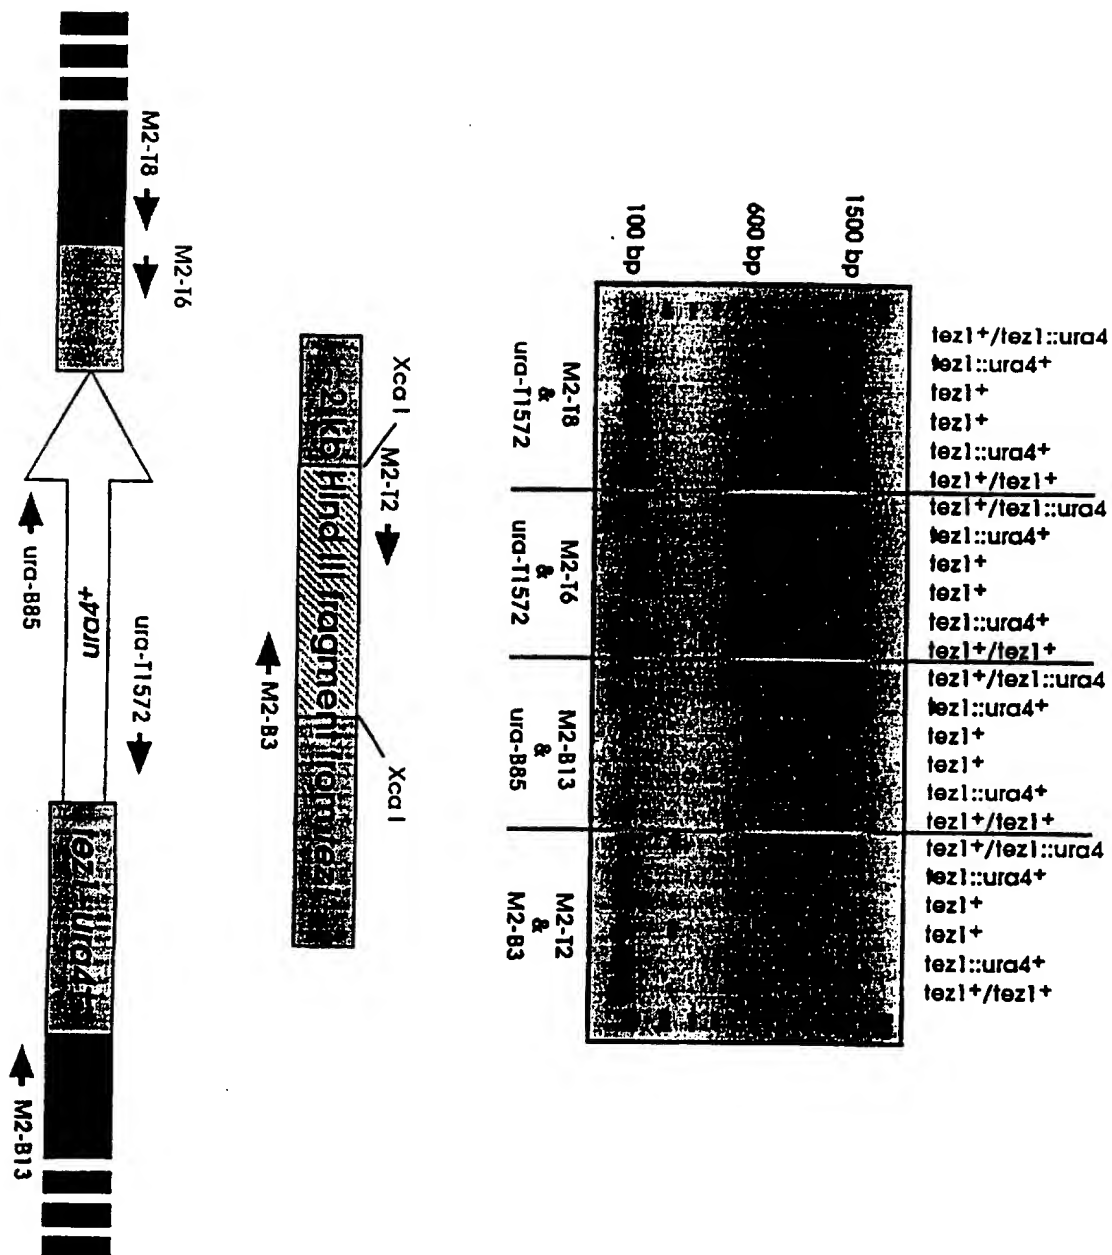 tez1+/tez1::ura4
tez1::ura4+
tez1+
tez1+
tez1::ura4+
tez1+/tez1+
tez1+/tez1::ura4
tez1::ura4+
tez1+
tez1+
tez1::ura4+
tez1+/tez1+
tez1+/tez1::ura4
tez1::ura4+
tez1+
tez1+
tez1::ura4+
tez1+/tez1+
tez1+/tez1::ura4
tez1::ura4+
tez1+
tez1+
tez1::ura4+
tez1+/tez1+
1500 bp
600 bp
100 bp
M2-T8
&
ura-T1572
M2-T6
&
ura-T1572
M2-B13
&
ura-B85
M2-T2
&
M2-B3
Xca I
M2-T2
Xca I
2 kb Hind III fragment from tez1
M2-B3
M2-T8
M2-T6
ura-T1572
ura4+
tez1::ura4+
ura-B85
M2-B13